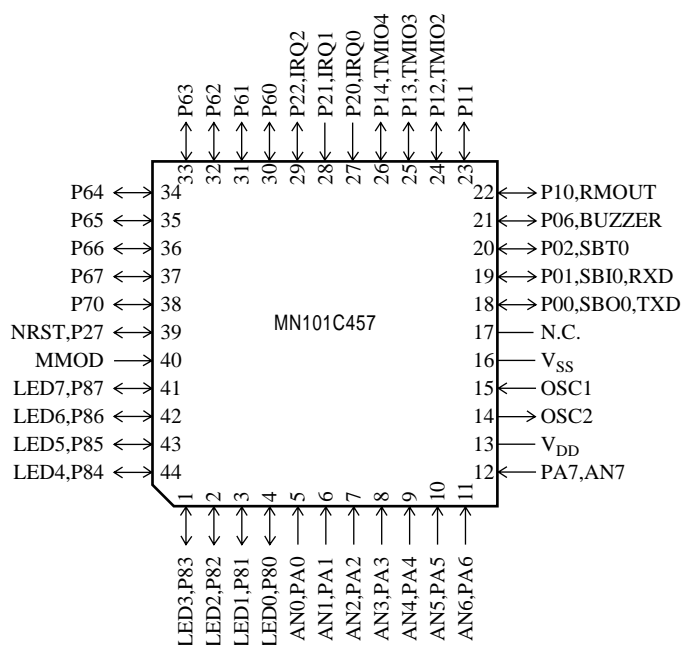 P63
P62
P61
P60
P22,IRQ2
P21,IRQ1
P20,IRQ0
P14,TMIO4
P13,TMIO3
P12,TMIO2
P11
33
32
31
30
29
28
27
26
25
24
23
P64
34
22
P10,RMOUT
P65
35
21
P06,BUZZER
P66
36
20
P02,SBT0
P67
37
19
P01,SBI0,RXD
P70
38
18
P00,SBO0,TXD
NRST,P27
39
MN101C457
17
N.C.
MMOD
40
16
VSS
LED7,P87
41
15
OSC1
LED6,P86
42
14
OSC2
LED5,P85
43
13
VDD
LED4,P84
44
12
PA7,AN7
1
2
3
4
5
6
7
8
9
10
11
LED3,P83
LED2,P82
LED1,P81
LED0,P80
AN0,PA0
AN1,PA1
AN2,PA2
AN3,PA3
AN4,PA4
AN5,PA5
AN6,PA6